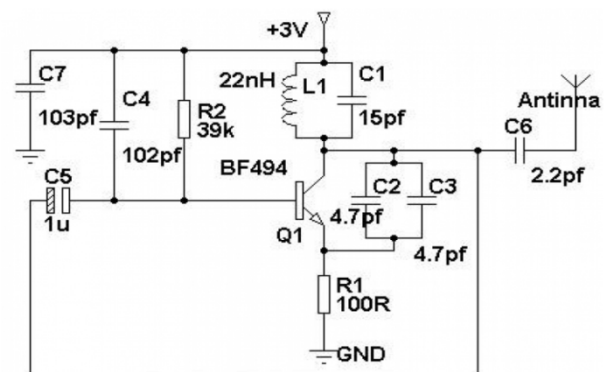 +3V
C7
103pf
C4
102pf
R2
39k
22nH
L1
C1
15pf
Antinna
C6
2.2pf
BF494
Q1
C2
4.7pf
C3
4.7pf
C5
1u
R1
100R
GND